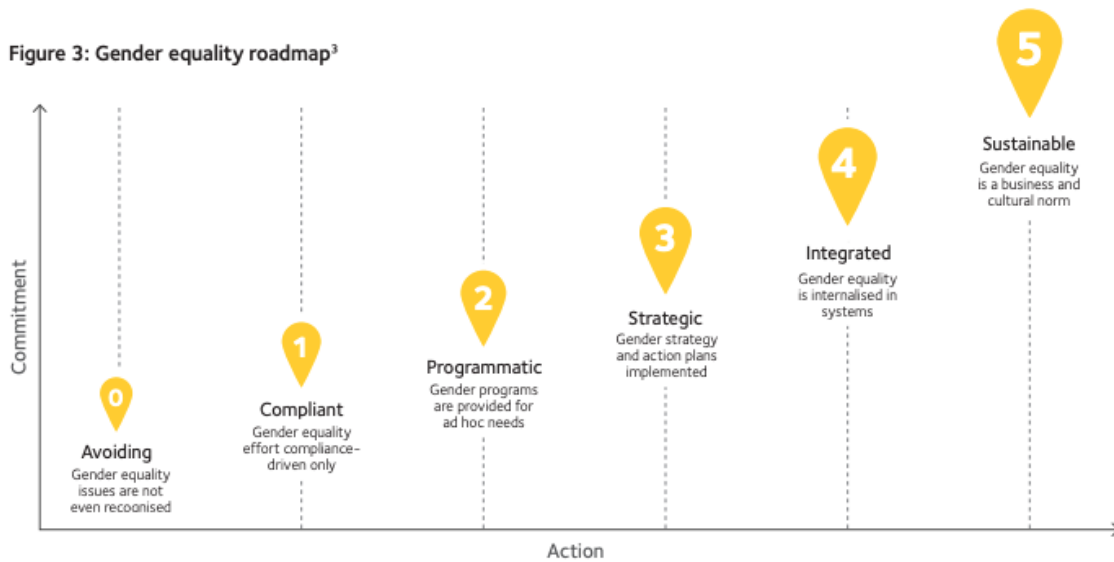 Figure 3: Gender equality roadmap³
Commitment
0
Avoiding
Gender equality
issues are not
even recognised
1
Compliant
Gender equality
effort compliance-
driven only
2
Programmatic
Gender programs
are provided for
ad hoc needs
3
Strategic
Gender strategy
and action plans
implemented
4
Integrated
Gender equality
is internalised in
systems
5
Sustainable
Gender equality
is a business and
cultural norm
Action